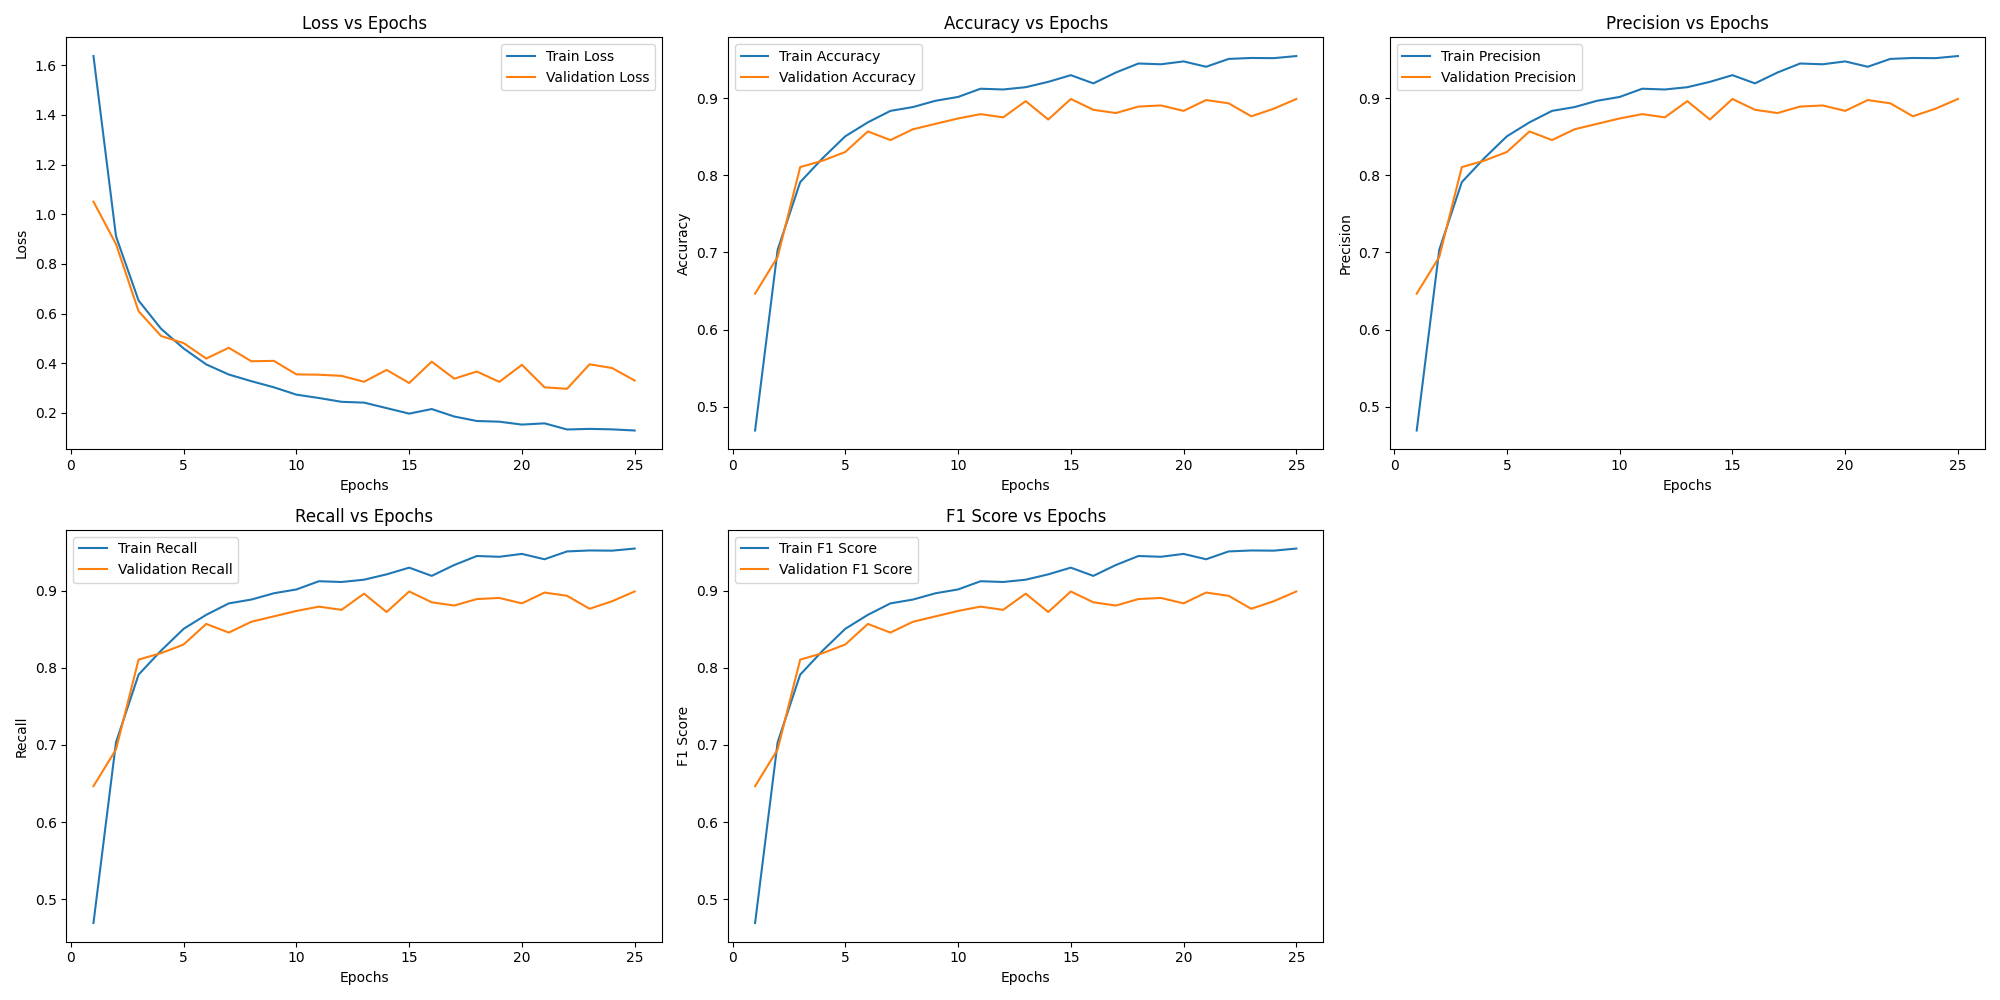 Loss vs Epochs
Train Loss
Validation Loss
1.6
1.4
1.2
1.0
0.8
0.6
0.4
0.2
Loss
0 5 10 15 20 25
Epochs
Accuracy vs Epochs
Train Accuracy
Validation Accuracy
0.9
0.8
0.7
0.6
0.5
Accuracy
0 5 10 15 20 25
Epochs
Precision vs Epochs
Train Precision
Validation Precision
0.9
0.8
0.7
0.6
0.5
Precision
0 5 10 15 20 25
Epochs
Recall vs Epochs
Train Recall
Validation Recall
0.9
0.8
0.7
0.6
0.5
Recall
0 5 10 15 20 25
Epochs
F1 Score vs Epochs
Train F1 Score
Validation F1 Score
0.9
0.8
0.7
0.6
0.5
F1 Score
0 5 10 15 20 25
Epochs